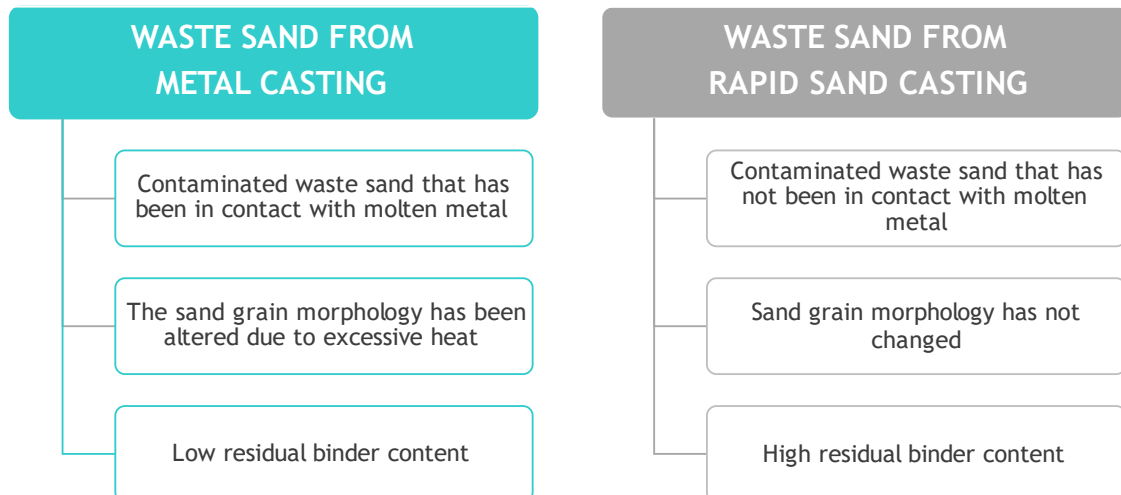 WASTE SAND FROM
METAL CASTING
Contaminated waste sand that has
been in contact with molten metal
The sand grain morphology has been
altered due to excessive heat
Low residual binder content
WASTE SAND FROM
RAPID SAND CASTING
Contaminated waste sand that has
not been in contact with molten
metal
Sand grain morphology has not
changed
High residual binder content